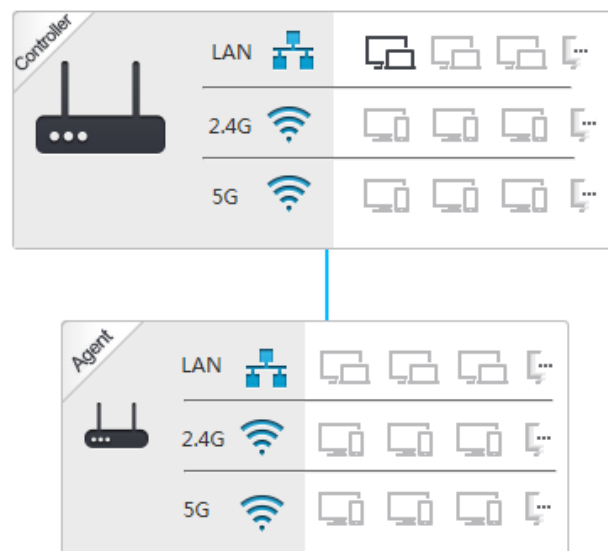 Controller
LAN
2.4G
5G
Agent
LAN
2.4G
5G